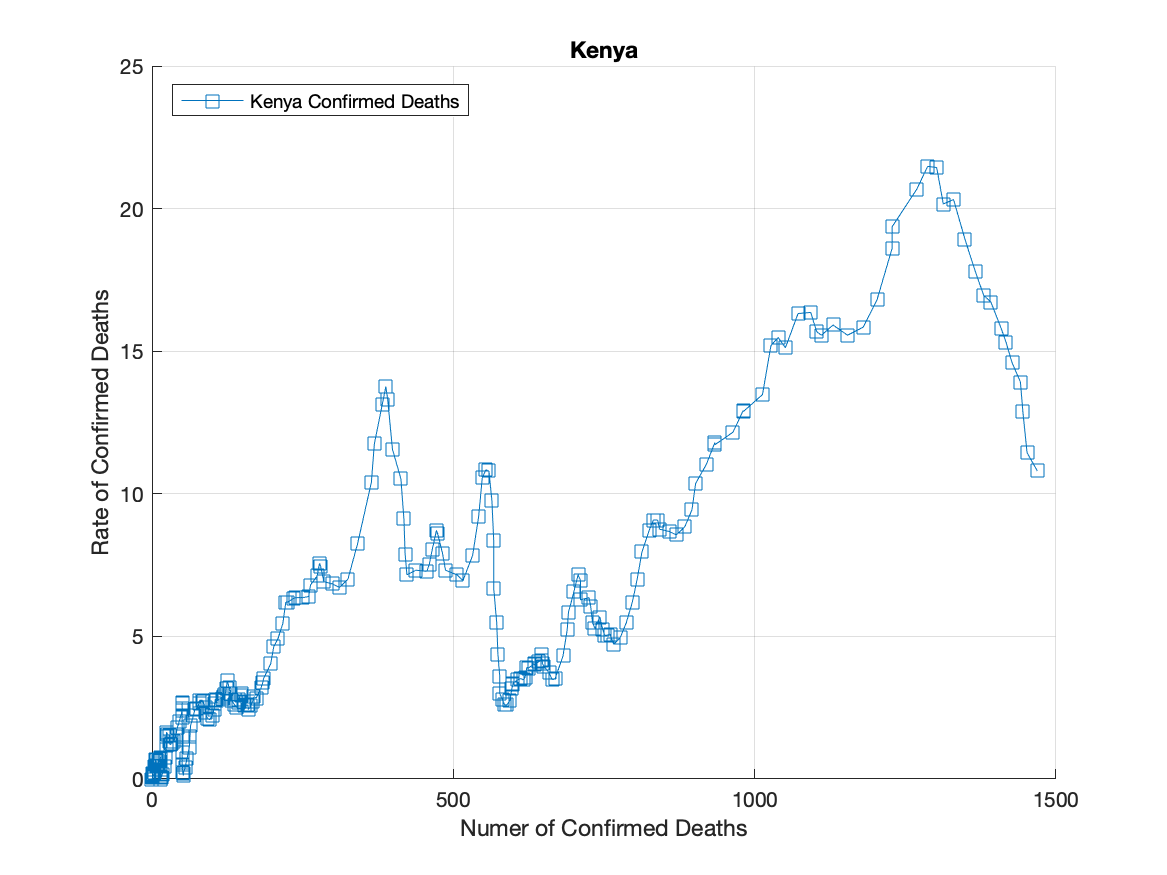 Kenya
25
Kenya Confirmed Deaths
20
15
10
5
0
Rate of Confirmed Deaths
0 500 1000 1500
Numer of Confirmed Deaths